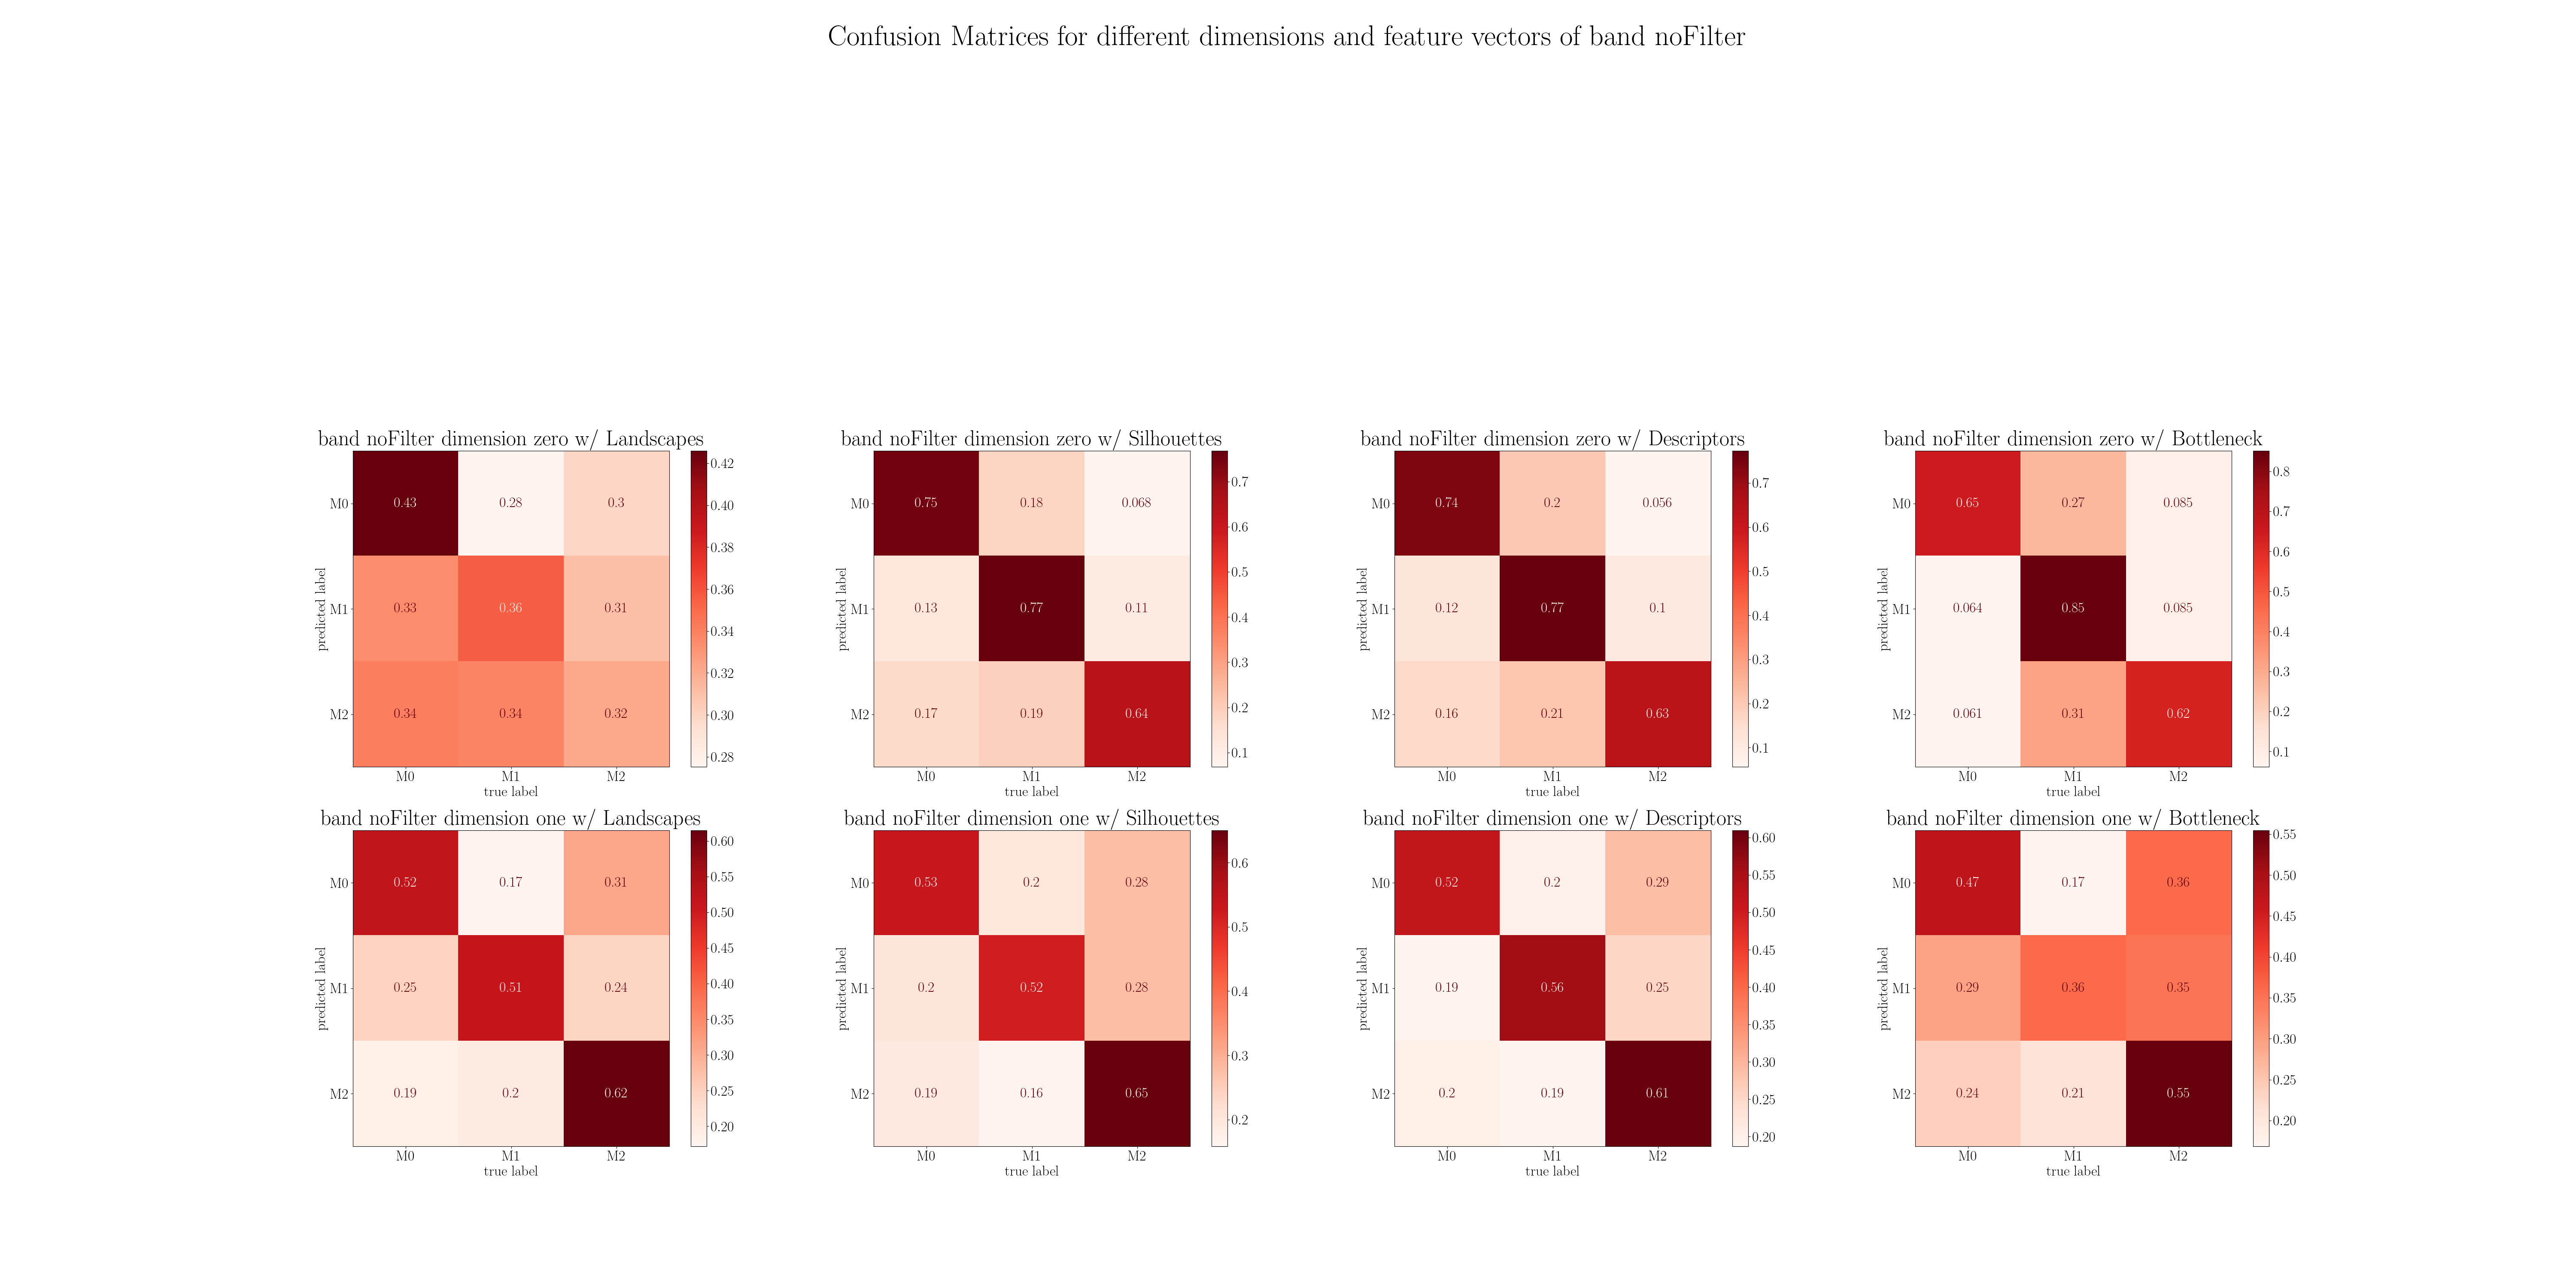 Confusion Matrices for different dimensions and feature vectors of band noFilter
band noFilter dimension zero w/ Landscapes
predicted label
M0 0.43 0.28 0.3
M1 0.33 0.36 0.31
M2 0.34 0.34 0.32
M0 M1 M2
true label
0.42
0.40
0.38
0.36
0.34
0.32
0.30
0.28
band noFilter dimension zero w/ Silhouettes
predicted label
M0 0.75 0.18 0.068
M1 0.13 0.77 0.11
M2 0.17 0.19 0.64
M0 M1 M2
true label
0.7
0.6
0.5
0.4
0.3
0.2
0.1
band noFilter dimension zero w/ Descriptors
predicted label
M0 0.74 0.2 0.056
M1 0.12 0.77 0.1
M2 0.16 0.21 0.63
M0 M1 M2
true label
0.7
0.6
0.5
0.4
0.3
0.2
0.1
band noFilter dimension zero w/ Bottleneck
predicted label
M0 0.65 0.27 0.085
M1 0.064 0.85 0.085
M2 0.061 0.31 0.62
M0 M1 M2
true label
0.8
0.7
0.6
0.5
0.4
0.3
0.2
0.1
band noFilter dimension one w/ Landscapes
predicted label
M0 0.52 0.17 0.31
M1 0.25 0.51 0.24
M2 0.19 0.2 0.62
M0 M1 M2
true label
0.60
0.55
0.50
0.45
0.40
0.35
0.30
0.25
0.20
band noFilter dimension one w/ Silhouettes
predicted label
M0 0.53 0.2 0.28
M1 0.2 0.52 0.28
M2 0.19 0.16 0.65
M0 M1 M2
true label
0.6
0.5
0.4
0.3
0.2
band noFilter dimension one w/ Descriptors
predicted label
M0 0.52 0.2 0.29
M1 0.19 0.56 0.25
M2 0.2 0.19 0.61
M0 M1 M2
true label
0.60
0.55
0.50
0.45
0.40
0.35
0.30
0.25
0.20
band noFilter dimension one w/ Bottleneck
predicted label
M0 0.47 0.17 0.36
M1 0.29 0.36 0.35
M2 0.24 0.21 0.55
M0 M1 M2
true label
0.55
0.50
0.45
0.40
0.35
0.30
0.25
0.20